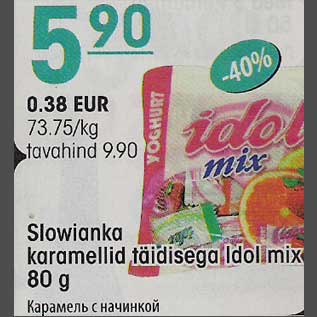 5.90
-40%
0.38 EUR
73.75/kg
tavahind 9.90
YOGHURT
idol
mix
Slowianka
karamellid täidisega Idol mix
80 g
Карамель с начинкой